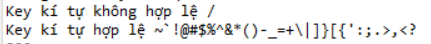 Key kí tự không hợp lệ /
Key kí tự hợp lệ ~`!@#$%^&*()-_=+\|]}[{':;.>,<?